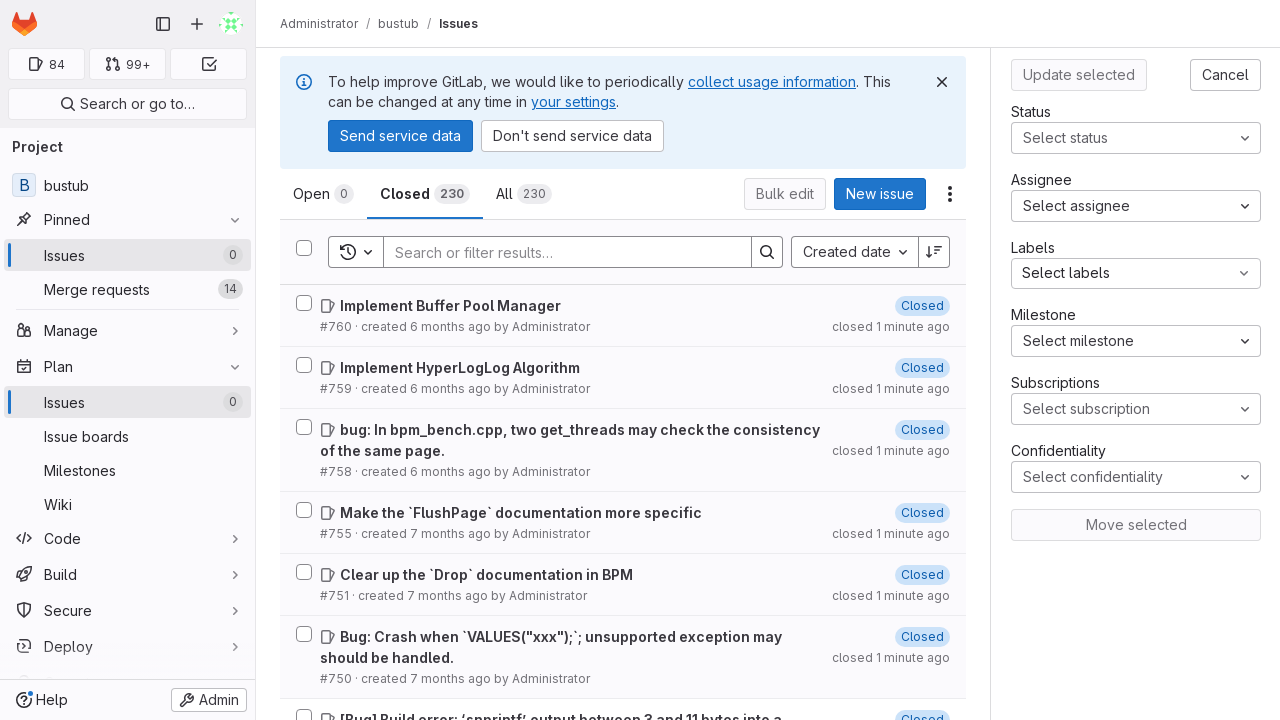 84
99+
Search or go to…
Project
B bustub
Pinned
Issues 0
Merge requests 14
Manage
Plan
Issues 0
Issue boards
Milestones
Wiki
Code
Build
Secure
Deploy
Help
Admin
Administrator / bustub / Issues
To help improve GitLab, we would like to periodically collect usage information. This
can be changed at any time in your settings.
Send service data Don't send service data
Open 0 Closed 230 All 230 Bulk edit New issue
Search or filter results… Created date
Implement Buffer Pool Manager Closed
#760 · created 6 months ago by Administrator closed 1 minute ago
Implement HyperLogLog Algorithm Closed
#759 · created 6 months ago by Administrator closed 1 minute ago
bug: In bpm_bench.cpp, two get_threads may check the consistency Closed
of the same page. closed 1 minute ago
#758 · created 6 months ago by Administrator
Make the `FlushPage` documentation more specific Closed
#755 · created 7 months ago by Administrator closed 1 minute ago
Clear up the `Drop` documentation in BPM Closed
#751 · created 7 months ago by Administrator closed 1 minute ago
Bug: Crash when `VALUES("xxx");`; unsupported exception may Closed
should be handled. closed 1 minute ago
#750 · created 7 months ago by Administrator
[Bug] Build error: ‘snprintf’ output between 3 and 11 bytes into a Closed
Update selected Cancel
Status
Select status
Assignee
Select assignee
Labels
Select labels
Milestone
Select milestone
Subscriptions
Select subscription
Confidentiality
Select confidentiality
Move selected